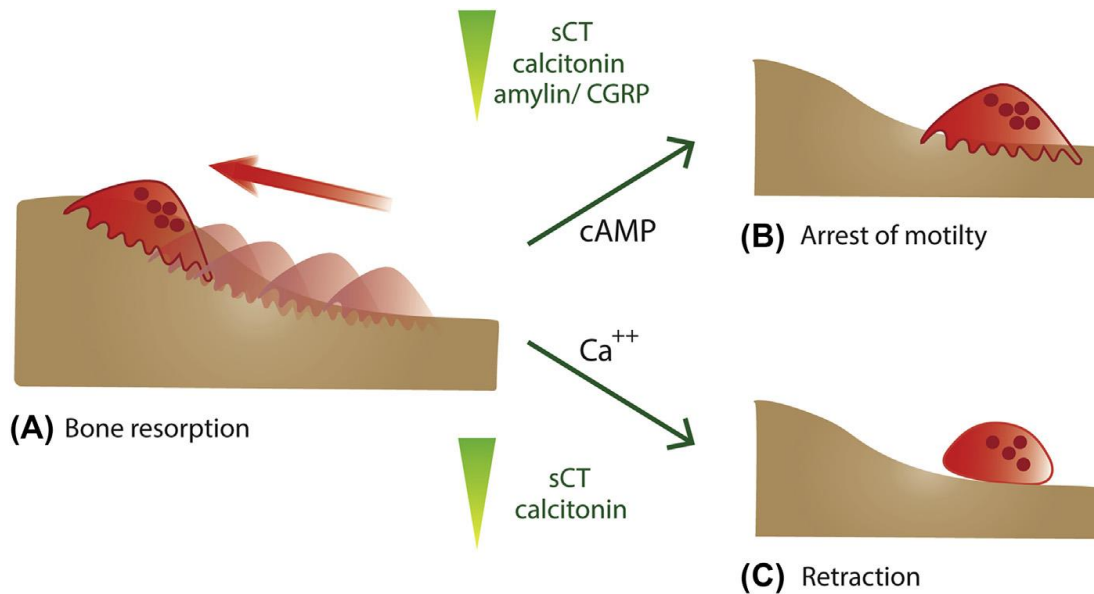 sCT
calcitonin
amylin/ CGRP
cAMP
(B) Arrest of motilty
Ca++
(A) Bone resorption
sCT
calcitonin
(C) Retraction